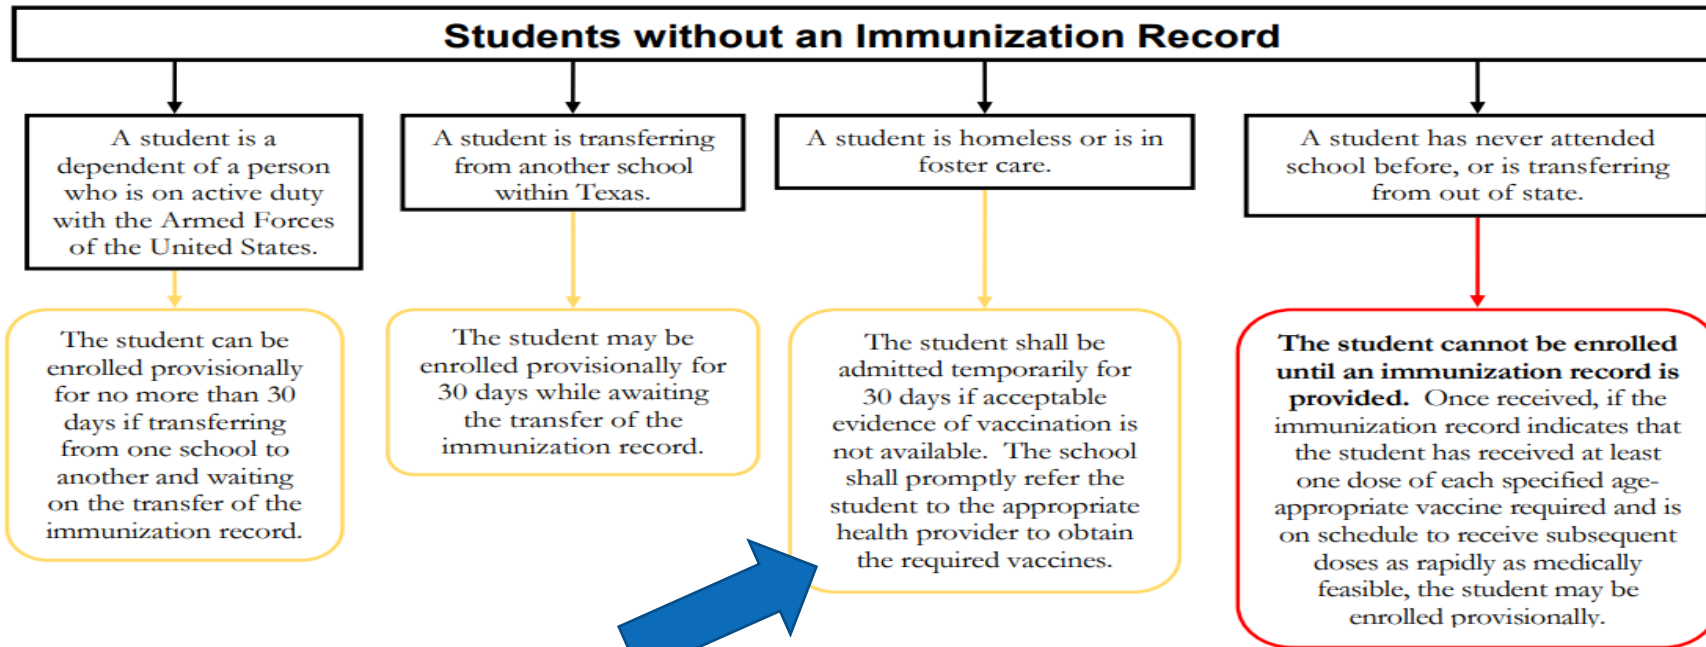 Students without an Immunization Record
A student is a
dependent of a person
who is on active duty
with the Armed Forces
of the United States.
A student is transferring
from another school
within Texas.
A student is homeless or is in
foster care.
A student has never attended
school before, or is transferring
from out of state.
The student can be
enrolled provisionally
for no more than 30
days if transferring
from one school to
another and waiting
on the transfer of the
immunization record.
The student may be
enrolled provisionally for
30 days while awaiting
the transfer of the
immunization record.
The student shall be
admitted temporarily for
30 days if acceptable
evidence of vaccination is
not available.  The school
shall promptly refer the
student to the appropriate
health provider to obtain
the required vaccines.
The student cannot be enrolled
until an immunization record is
provided.  Once received, if the
immunization record indicates that
the student has received at least
one dose of each specified age-
appropriate vaccine required and is
on schedule to receive subsequent
doses as rapidly as medically
feasible, the student may be
enrolled provisionally.